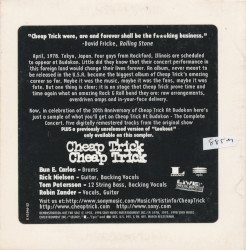 "Cheap Trick were, are and forever shall be the f**king business."
-David Fricke, Rolling Stone
April, 1978. Tokyo, Japan. Four guys from Rockford, Illinois are scheduled
to appear at Budokan. Little did they know that their concert performance in
this foreign land would change their lives forever. An album, never meant to
be released in the U.S.A. became the biggest album of Cheap Trick's amazing
career so far. Maybe it was the music, maybe it was the fans, maybe it was
fate. But one thing is clear; it is on stage that Cheap Trick prove time and
time again what an amazing Rock & Roll band they are: raw arrangements,
overdriven amps and in-your-face delivery.
Now, in celebration of the 20th Anniversary of Cheap Trick At Budokan here's
just a sample of what you'll get on Cheap Trick At Budokan - The Complete
Concert. Five digitally remastered tracks from the original show
PLUS a previously unreleased version of "Lookout"
only available on this sampler.
Cheap Trick
Cheap Trick
Bun E. Carlos - Drums
Rick Nielsen - Guitar, Backing Vocals
Tom Petersson - 12 String Bass, Backing Vocals
Robin Zander - Vocals, Guitar
Visit us at: http://www.sonymusic.com/Music/ArtistInfo/CheapTrick
http://www.cheaptrick.com http://www.sony.com